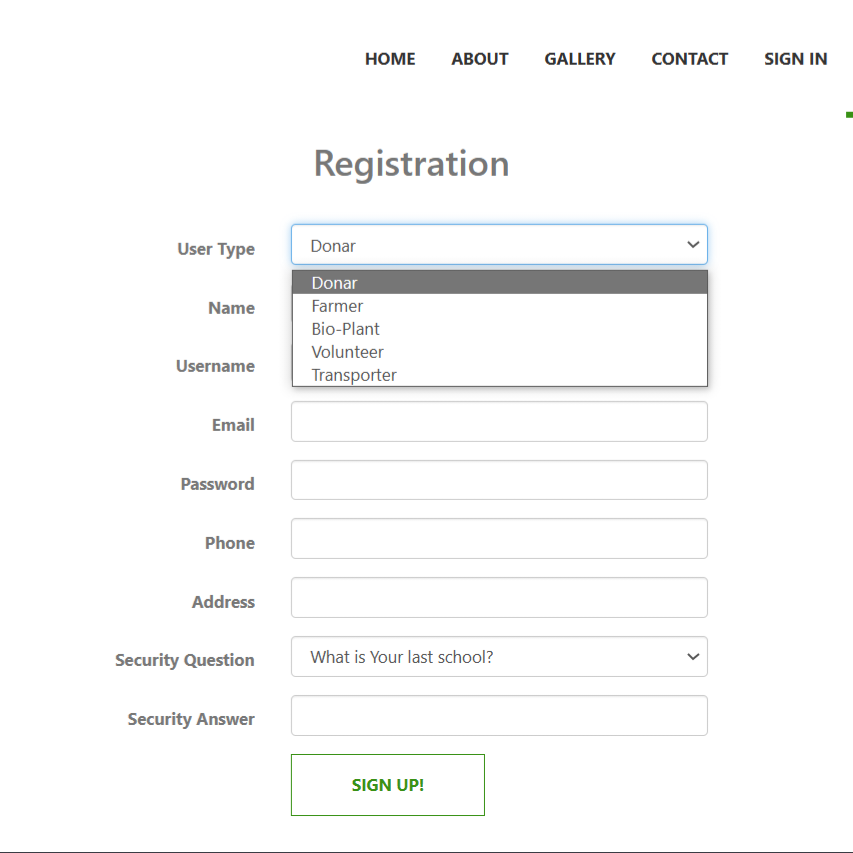 HOME ABOUT GALLERY CONTACT SIGN IN
Registration
User Type Donar
Donar
Name Farmer
Bio-Plant
Volunteer
Username Transporter
Email
Password
Phone
Address
Security Question What is Your last school?
Security Answer
SIGN UP!